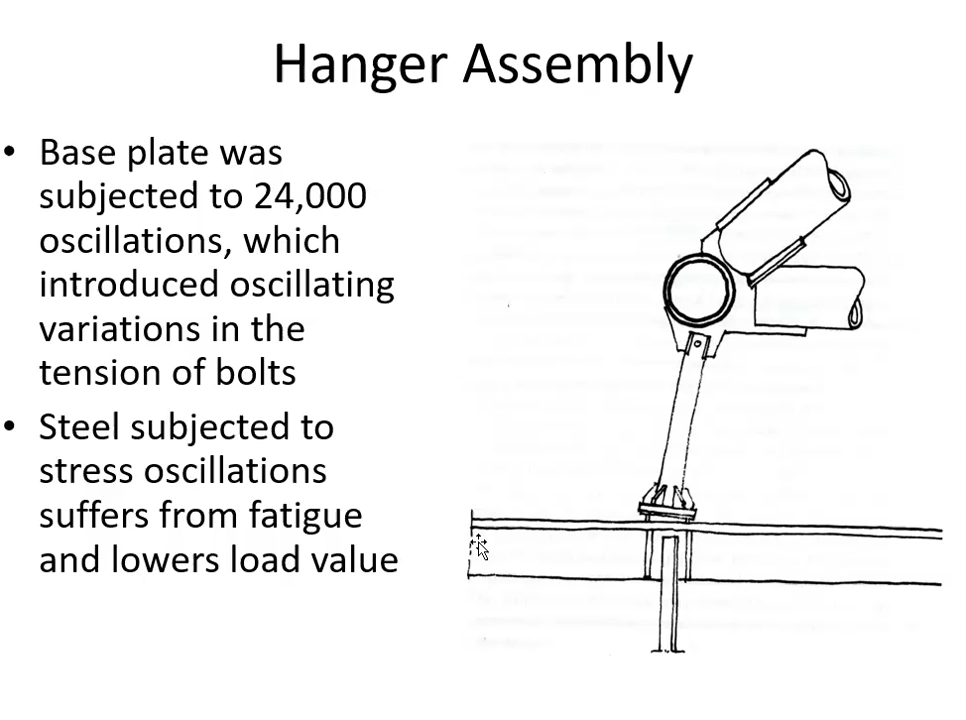 Hanger Assembly
• Base plate was
subjected to 24,000
oscillations, which
introduced oscillating
variations in the
tension of bolts
• Steel subjected to
stress oscillations
suffers from fatigue
and lowers load value